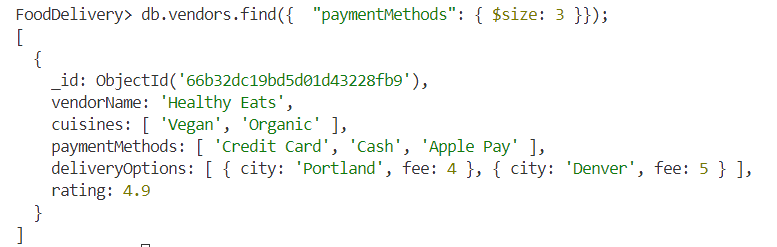 FoodDelivery> db.vendors.find({  "paymentMethods": { $size: 3 }});
[
  {
    _id: ObjectId('66b32dc19bd5d01d43228fb9'),
    vendorName: 'Healthy Eats',
    cuisines: [ 'Vegan', 'Organic' ],
    paymentMethods: [ 'Credit Card', 'Cash', 'Apple Pay' ],
    deliveryOptions: [ { city: 'Portland', fee: 4 }, { city: 'Denver', fee: 5 } ],
    rating: 4.9
  }
]